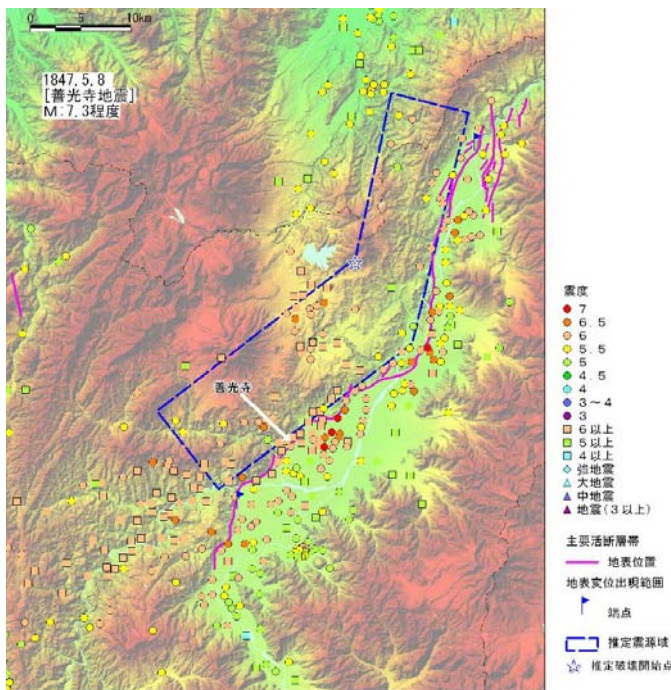 0 5 10km
1847,5,8
[善光寺地震]
M:7.3程度
善光寺
震度
7
6.5
6
5.5
5
4.5
4
3~4
3
6以上
5以上
4以上
強地震
大地震
中地震
地震(3以上)
主要活断層帯
地表位置
地表変位出現範囲
端点
推定震源域
推定破壊開始点